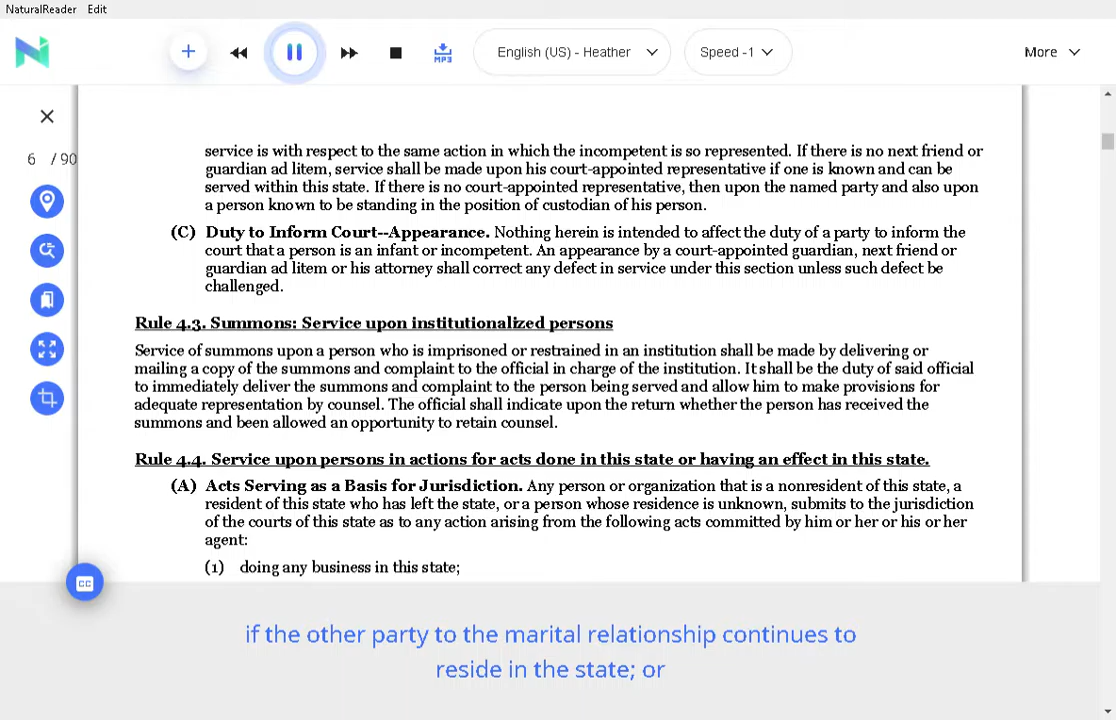 NaturalReader Edit
MP3 English (US) - Heather Speed -1 More
6 / 90
service is with respect to the same action in which the incompetent is so represented. If there is no next friend or
guardian ad litem, service shall be made upon his court-appointed representative if one is known and can be
served within this state. If there is no court-appointed representative, then upon the named party and also upon
a person known to be standing in the position of custodian of his person.
(C) Duty to Inform Court--Appearance. Nothing herein is intended to affect the duty of a party to inform the
court that a person is an infant or incompetent. An appearance by a court-appointed guardian, next friend or
guardian ad litem or his attorney shall correct any defect in service under this section unless such defect be
challenged.
Rule 4.3. Summons: Service upon institutionalized persons
Service of summons upon a person who is imprisoned or restrained in an institution shall be made by delivering or
mailing a copy of the summons and complaint to the official in charge of the institution. It shall be the duty of said official
to immediately deliver the summons and complaint to the person being served and allow him to make provisions for
adequate representation by counsel. The official shall indicate upon the return whether the person has received the
summons and been allowed an opportunity to retain counsel.
Rule 4.4. Service upon persons in actions for acts done in this state or having an effect in this state.
(A) Acts Serving as a Basis for Jurisdiction. Any person or organization that is a nonresident of this state, a
resident of this state who has left the state, or a person whose residence is unknown, submits to the jurisdiction
of the courts of this state as to any action arising from the following acts committed by him or her or his or her
agent:
(1) doing any business in this state;
CC
if the other party to the marital relationship continues to
reside in the state; or